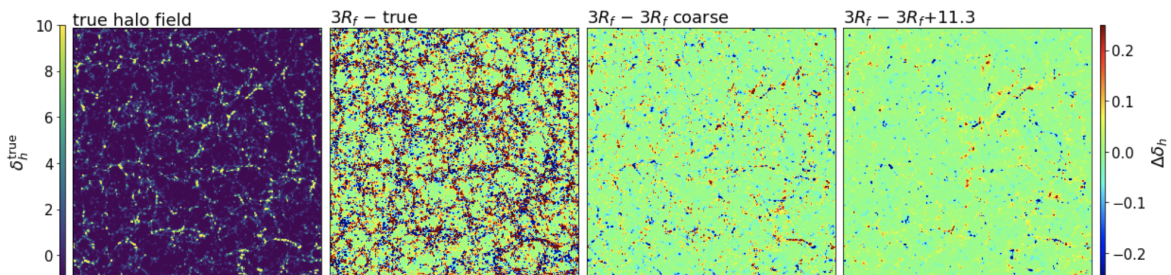 true halo field
3R_f − true
3R_f − 3R_f coarse
3R_f − 3R_f+11.3
10
8
6
4
2
0
δ_h^true
0.2
0.1
0.0
−0.1
−0.2
Δδ_h